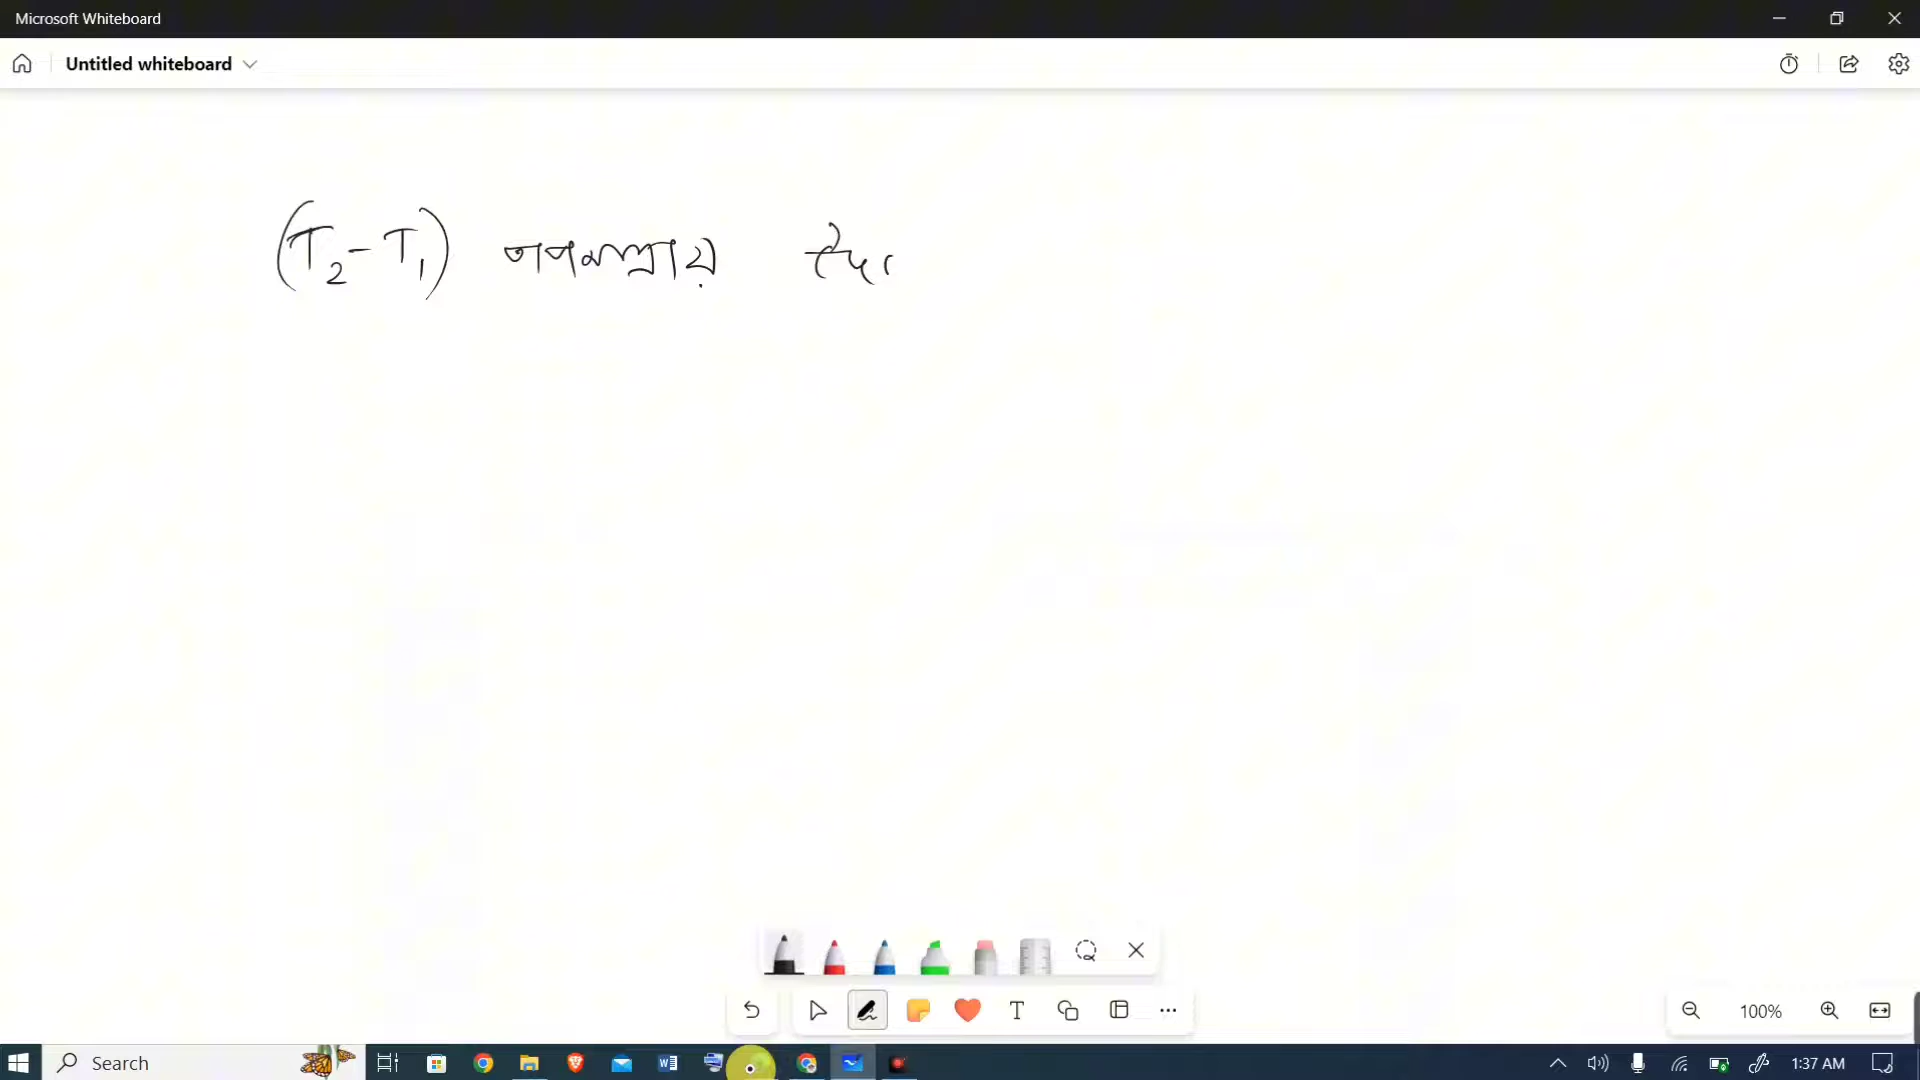 Microsoft Whiteboard
Untitled whiteboard
(T₂ - T₁) তাপমাত্রায়
100%
Search
1:37 AM